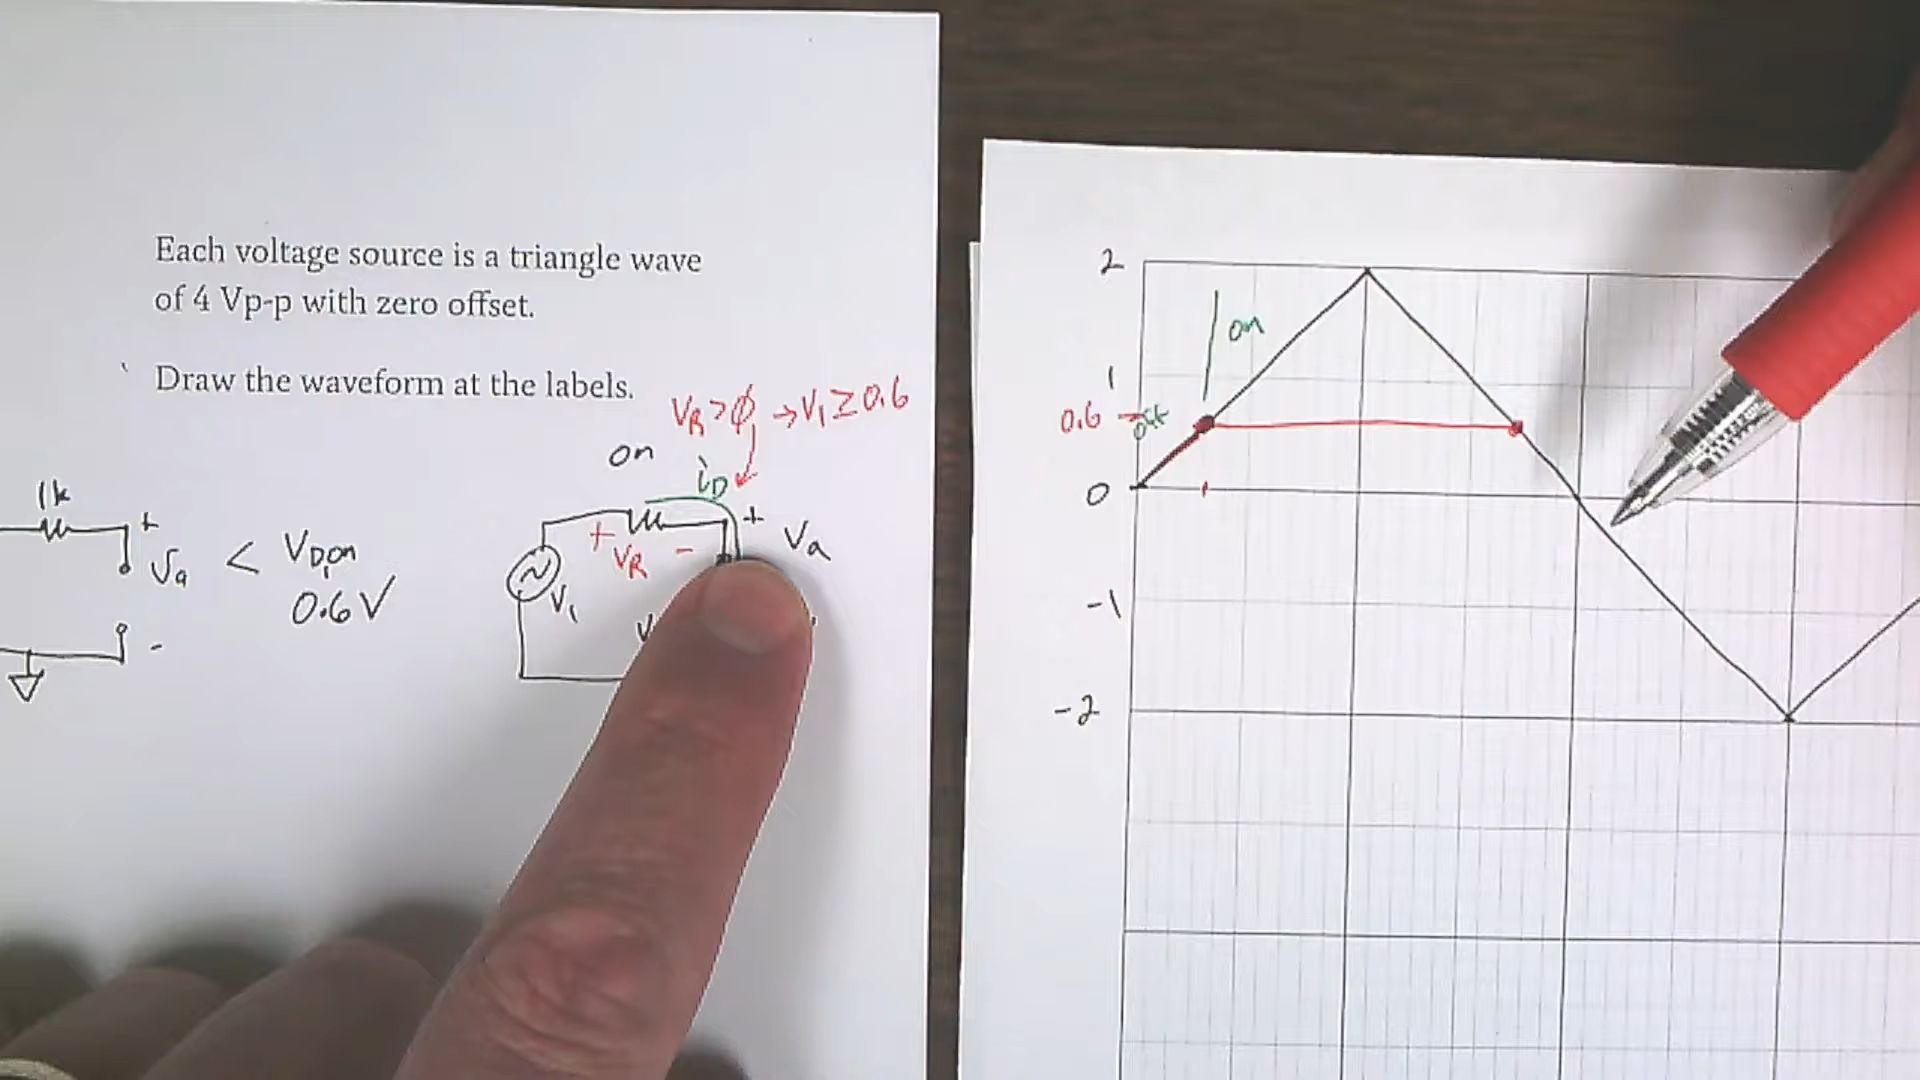 Each voltage source is a triangle wave
of 4 Vp-p with zero offset.
Draw the waveform at the labels.
VR>ϕ → V1 ≥ 0.6
on
iD
1k
+
Va
-
<
VD,on
0.6V
+
VR
-
+
Va
V1
2
on
1
0.6
off
0
-1
-2